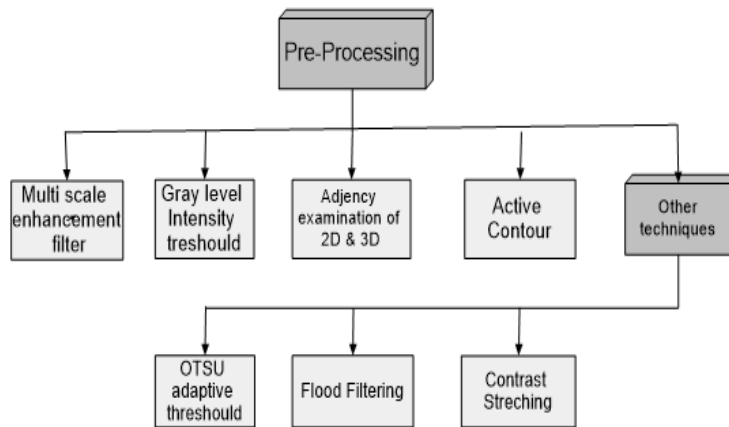 Pre-Processing
Multi scale
enhancement
filter
Gray level
Intensity
treshould
Adjency
examination of
2D & 3D
Active
Contour
Other
techniques
OTSU
adaptive
threshould
Flood Filtering
Contrast
Streching